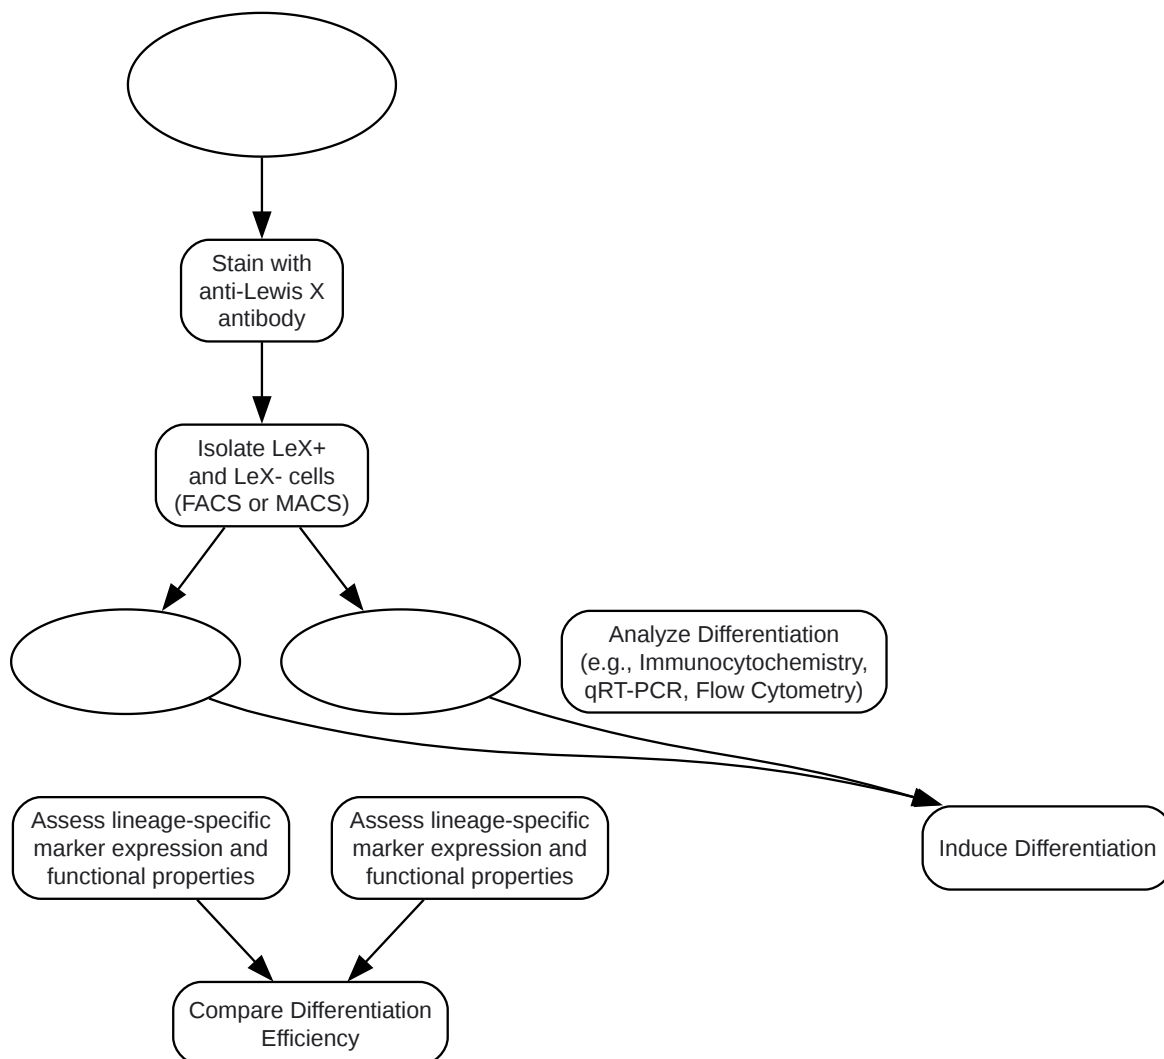 Stain with
anti-Lewis X
antibody
Isolate LeX+
and LeX- cells
(FACS or MACS)
Analyze Differentiation
(e.g., Immunocytochemistry,
qRT-PCR, Flow Cytometry)
Assess lineage-specific
marker expression and
functional properties
Assess lineage-specific
marker expression and
functional properties
Induce Differentiation
Compare Differentiation
Efficiency